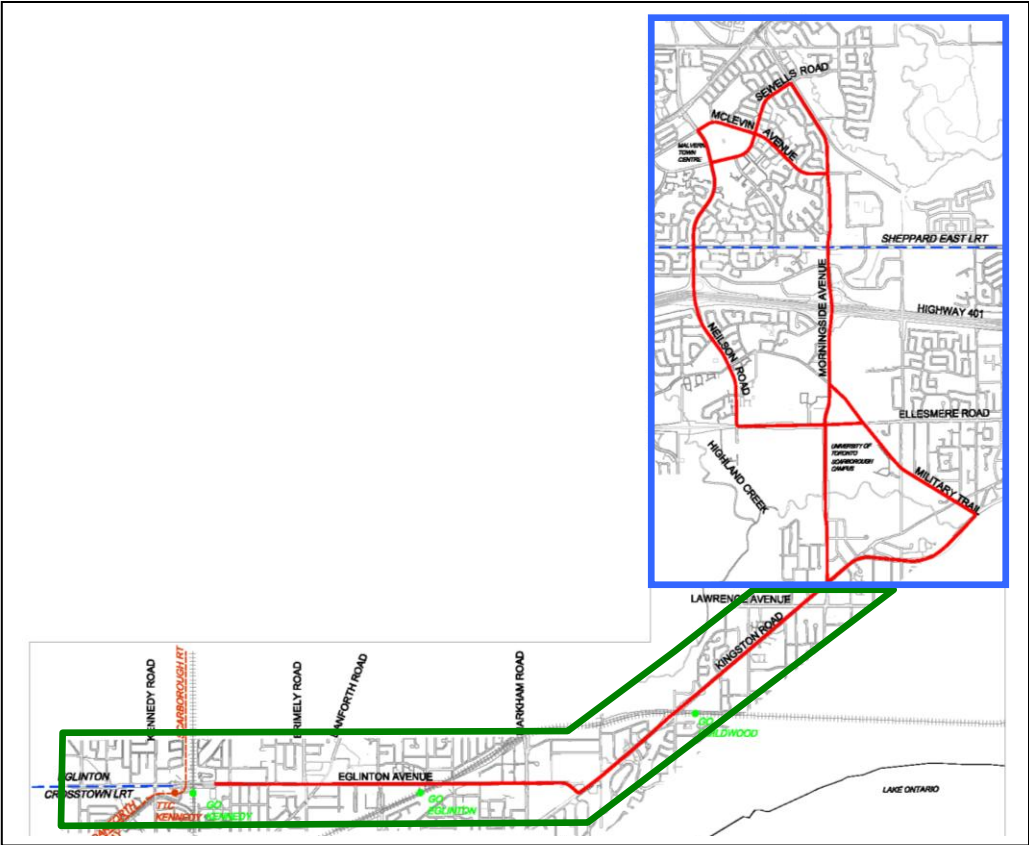 SEWELLS ROAD
MCLEVIN AVENUE
MALVERN
TOWN
CENTRE
SHEPPARD EAST LRT
MORNINGSIDE AVENUE
HIGHWAY 401
NEILSON ROAD
ELLESMERE ROAD
UNIVERSITY OF
TORONTO
SCARBOROUGH
CAMPUS
MILITARY TRAIL
HIGHLAND CREEK
LAWRENCE AVENUE
KINGSTON ROAD
KENNEDY ROAD
SCARBOROUGH RT
BRIMELY ROAD
DANFORTH ROAD
MARKHAM ROAD
GO
GUILDWOOD
EGLINTON
CROSSTOWN LRT
EGLINTON AVENUE
TTC
KENNEDY
GO
KENNEDY
GO
EGLINTON
LAKE ONTARIO